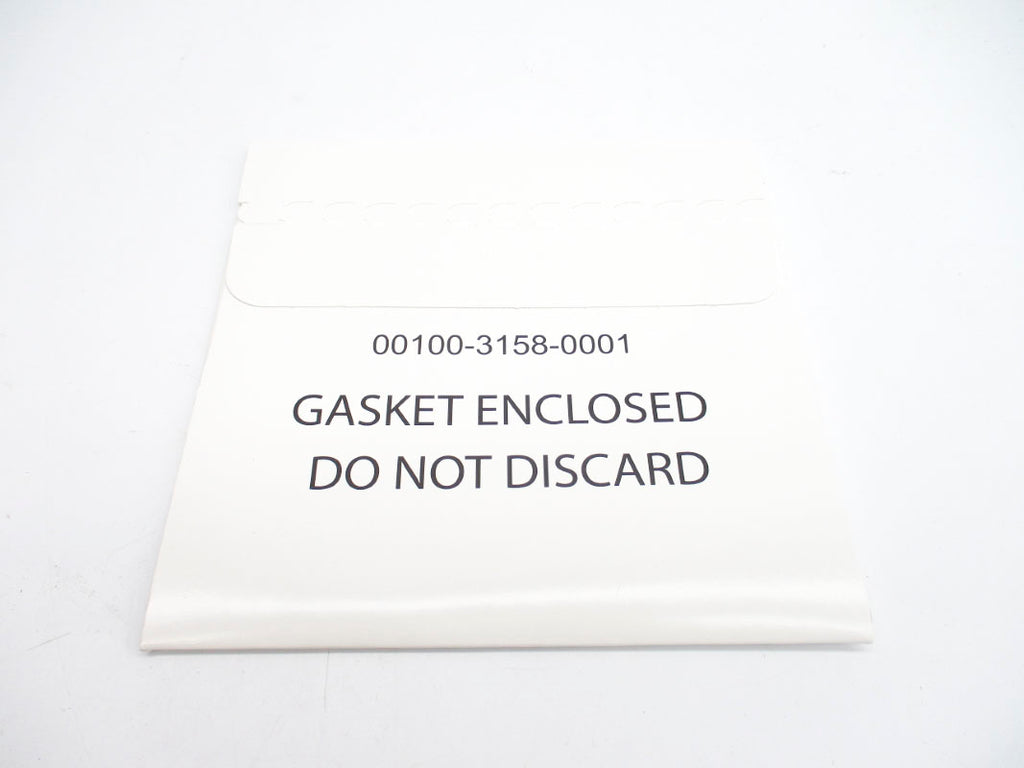 00100-3158-0001
GASKET ENCLOSED
DO NOT DISCARD